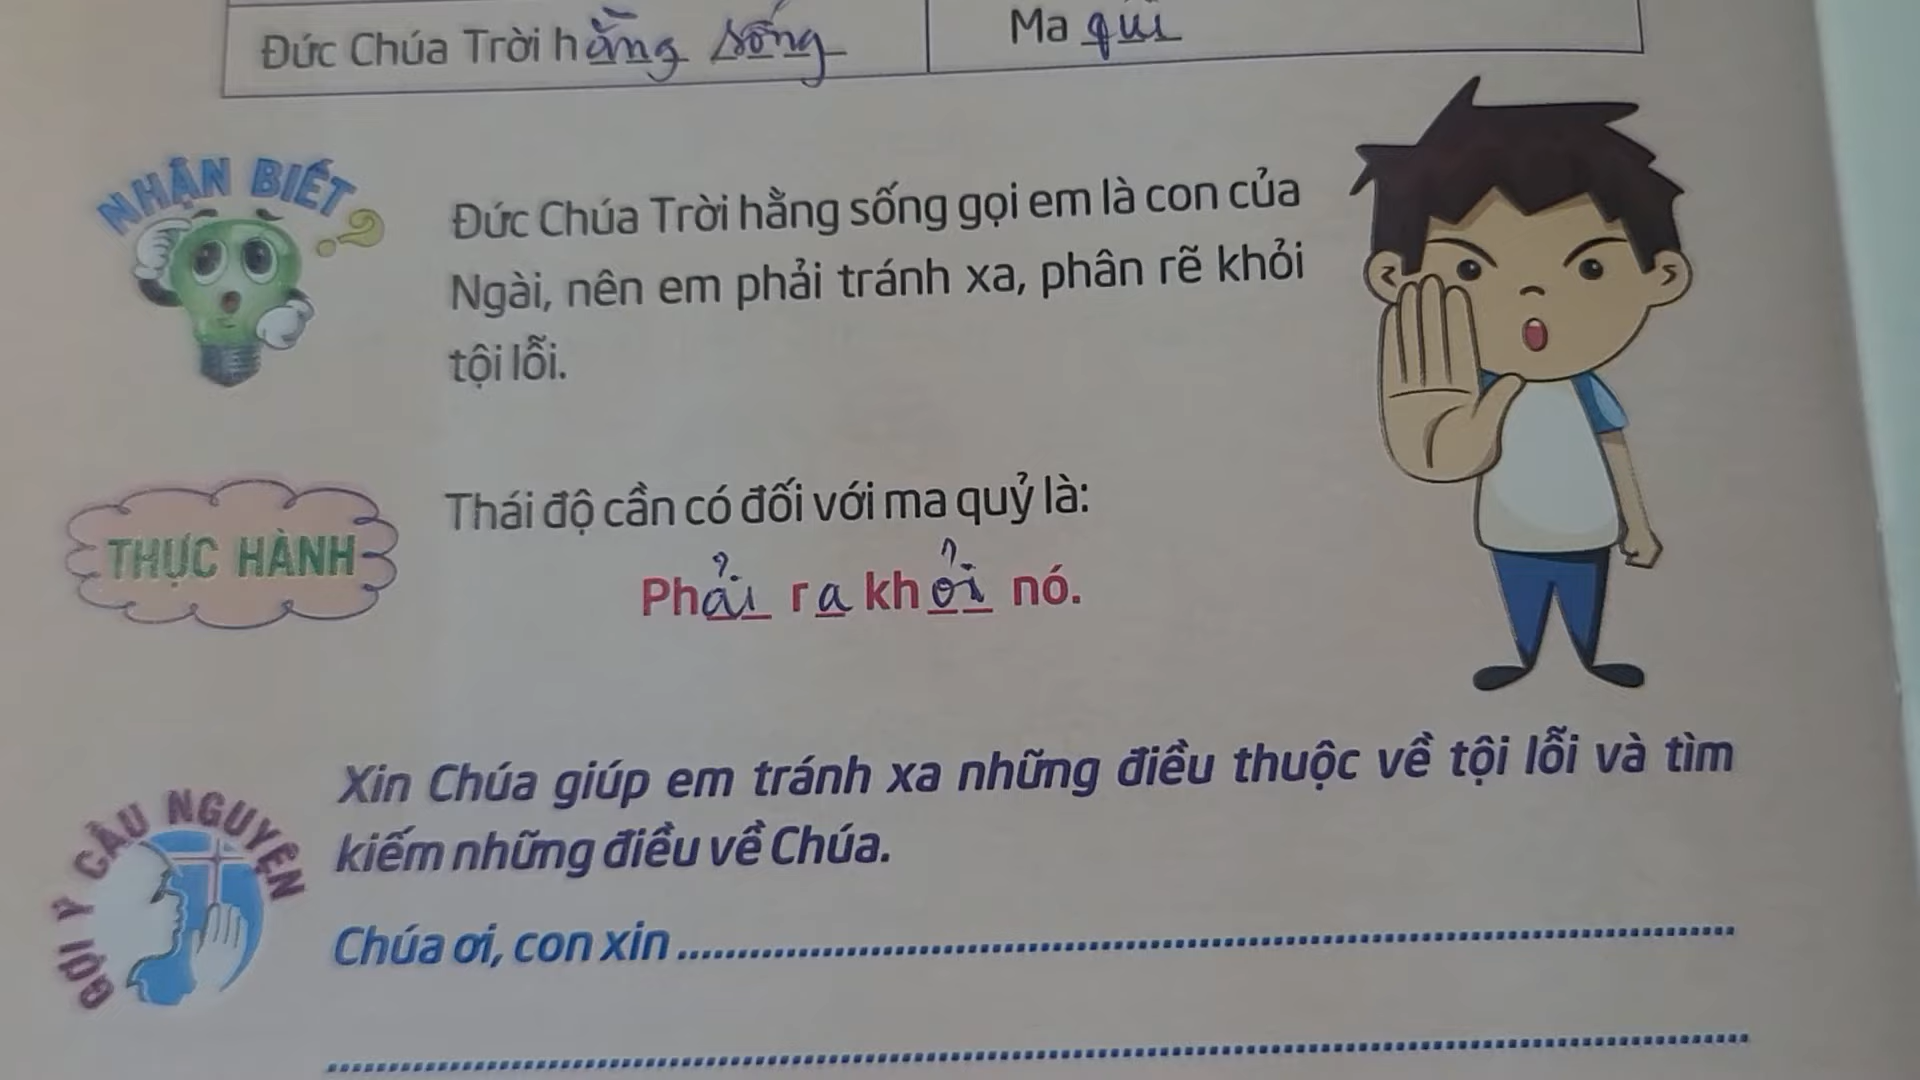 Đức Chúa Trời hằng sống
Ma quỉ
NHẬN BIẾT
Đức Chúa Trời hằng sống gọi em là con của
Ngài, nên em phải tránh xa, phân rẽ khỏi
tội lỗi.
THỰC HÀNH
Thái độ cần có đối với ma quỷ là:
Phải ra khỏi nó.
GỢI Ý CẦU NGUYỆN
Xin Chúa giúp em tránh xa những điều thuộc về tội lỗi và tìm
kiếm những điều về Chúa.
Chúa ơi, con xin ........................................
........................................